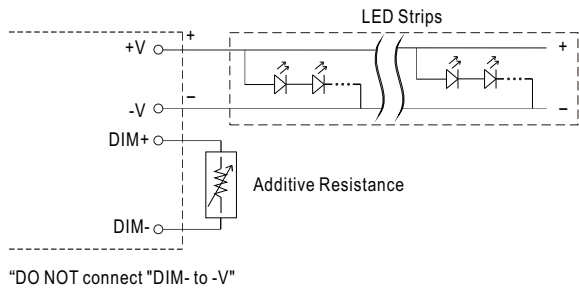 LED Strips
+
+V
+
-V
–
–
DIM+
Additive Resistance
DIM-
“DO NOT connect "DIM- to -V"